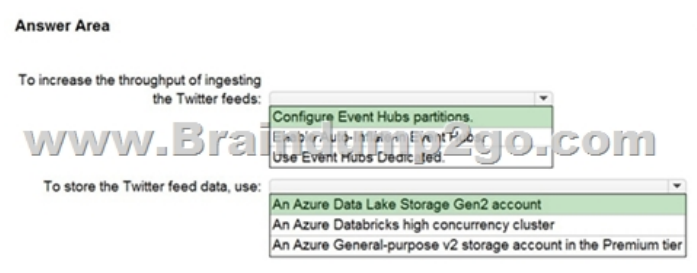 Answer Area
To increase the throughput of ingesting
the Twitter feeds:
Configure Event Hubs partitions.
Event Hubs
Use Event Hubs Dedicated.
www.Braindump2go.com
To store the Twitter feed data, use:
An Azure Data Lake Storage Gen2 account
An Azure Databricks high concurrency cluster
An Azure General-purpose v2 storage account in the Premium tier